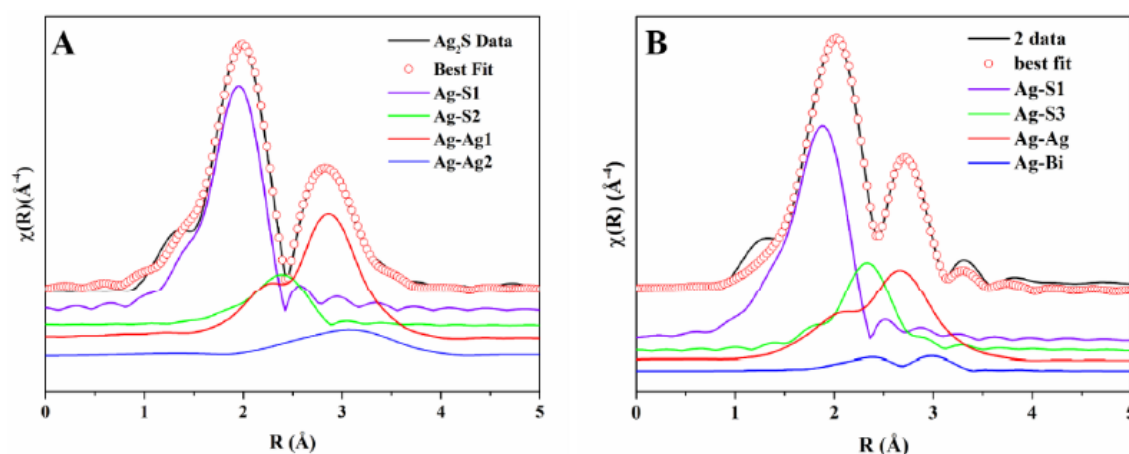 A
Ag₂S Data
Best Fit
Ag-S1
Ag-S2
Ag-Ag1
Ag-Ag2
χ(R)(Å⁻⁴)
0 1 2 3 4 5
R (Å)
B
2 data
best fit
Ag-S1
Ag-S3
Ag-Ag
Ag-Bi
χ(R) (Å⁻⁴)
0 1 2 3 4 5
R (Å)